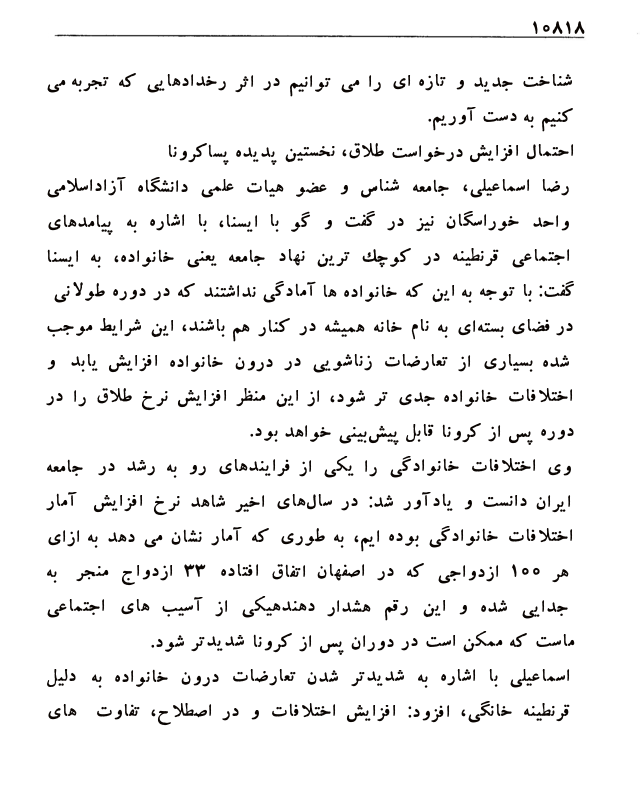 ۱۰۸۱۸
شناخت جدید و تازه ای را می توانیم در اثر رخدادهایی که تجربه می
کنیم به دست آوریم.
احتمال افزایش درخواست طلاق، نخستین پدیده پساکرونا
رضا اسماعیلی، جامعه شناس و عضو هیات علمی دانشگاه آزاداسلامی
واحد خوراسگان نیز در گفت و گو با ایسنا، با اشاره به پیامدهای
اجتماعی قرنطینه در کوچك ترین نهاد جامعه یعنی خانواده، به ایسنا
گفت: با توجه به این که خانواده ها آمادگی نداشتند که در دوره طولانی
در فضای بسته‌ای به نام خانه همیشه در کنار هم باشند، این شرایط موجب
شده بسیاری از تعارضات زناشویی در درون خانواده افزایش یابد و
اختلافات خانواده جدی تر شود، از این منظر افزایش نرخ طلاق را در
دوره پس از کرونا قابل پیش‌بینی خواهد بود.
وی اختلافات خانوادگی را یکی از فرایندهای رو به رشد در جامعه
ایران دانست و یادآور شد: در سال‌های اخیر شاهد نرخ افزایش آمار
اختلافات خانوادگی بوده ایم، به طوری که آمار نشان می دهد به ازای
هر ۱۰۰ ازدواجی که در اصفهان اتفاق افتاده ۳۳ ازدواج منجر به
جدایی شده و این رقم هشدار دهندهیکی از آسیب های اجتماعی
ماست که ممکن است در دوران پس از کرونا شدیدتر شود.
اسماعیلی با اشاره به شدیدتر شدن تعارضات درون خانواده به دلیل
قرنطینه خانگی، افزود: افزایش اختلافات و در اصطلاح، تفاوت های